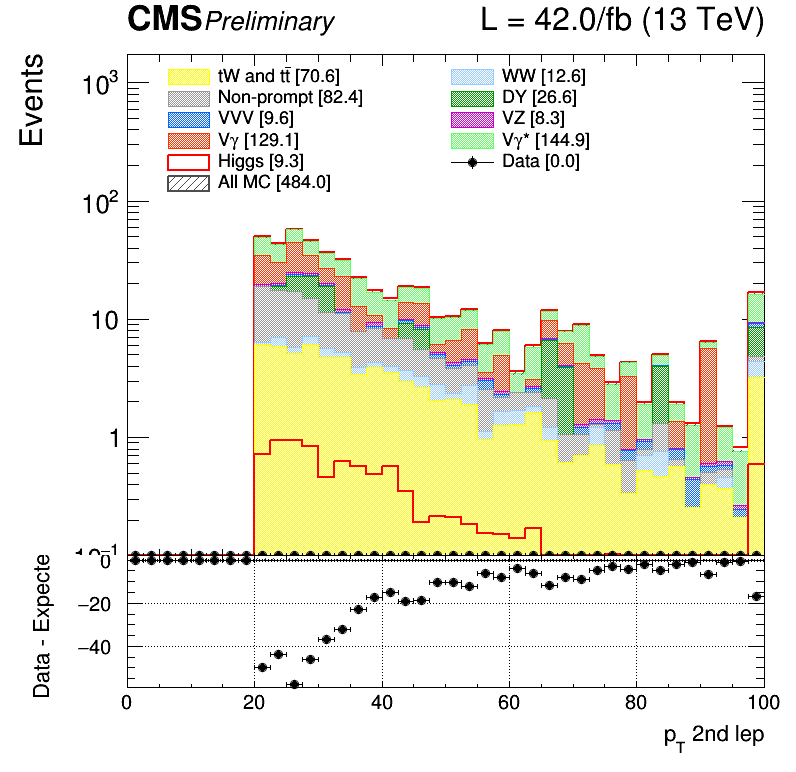 CMS Preliminary L = 42.0/fb (13 TeV)
Events
10³
10²
10
1
tW and tt̄ [70.6] WW [12.6]
Non-prompt [82.4] DY [26.6]
VVV [9.6] VZ [8.3]
Vγ [129.1] Vγ* [144.9]
Higgs [9.3] Data [0.0]
All MC [484.0]
Data - Expecte
0
−20
−40
0 20 40 60 80 100
p_T 2nd lep